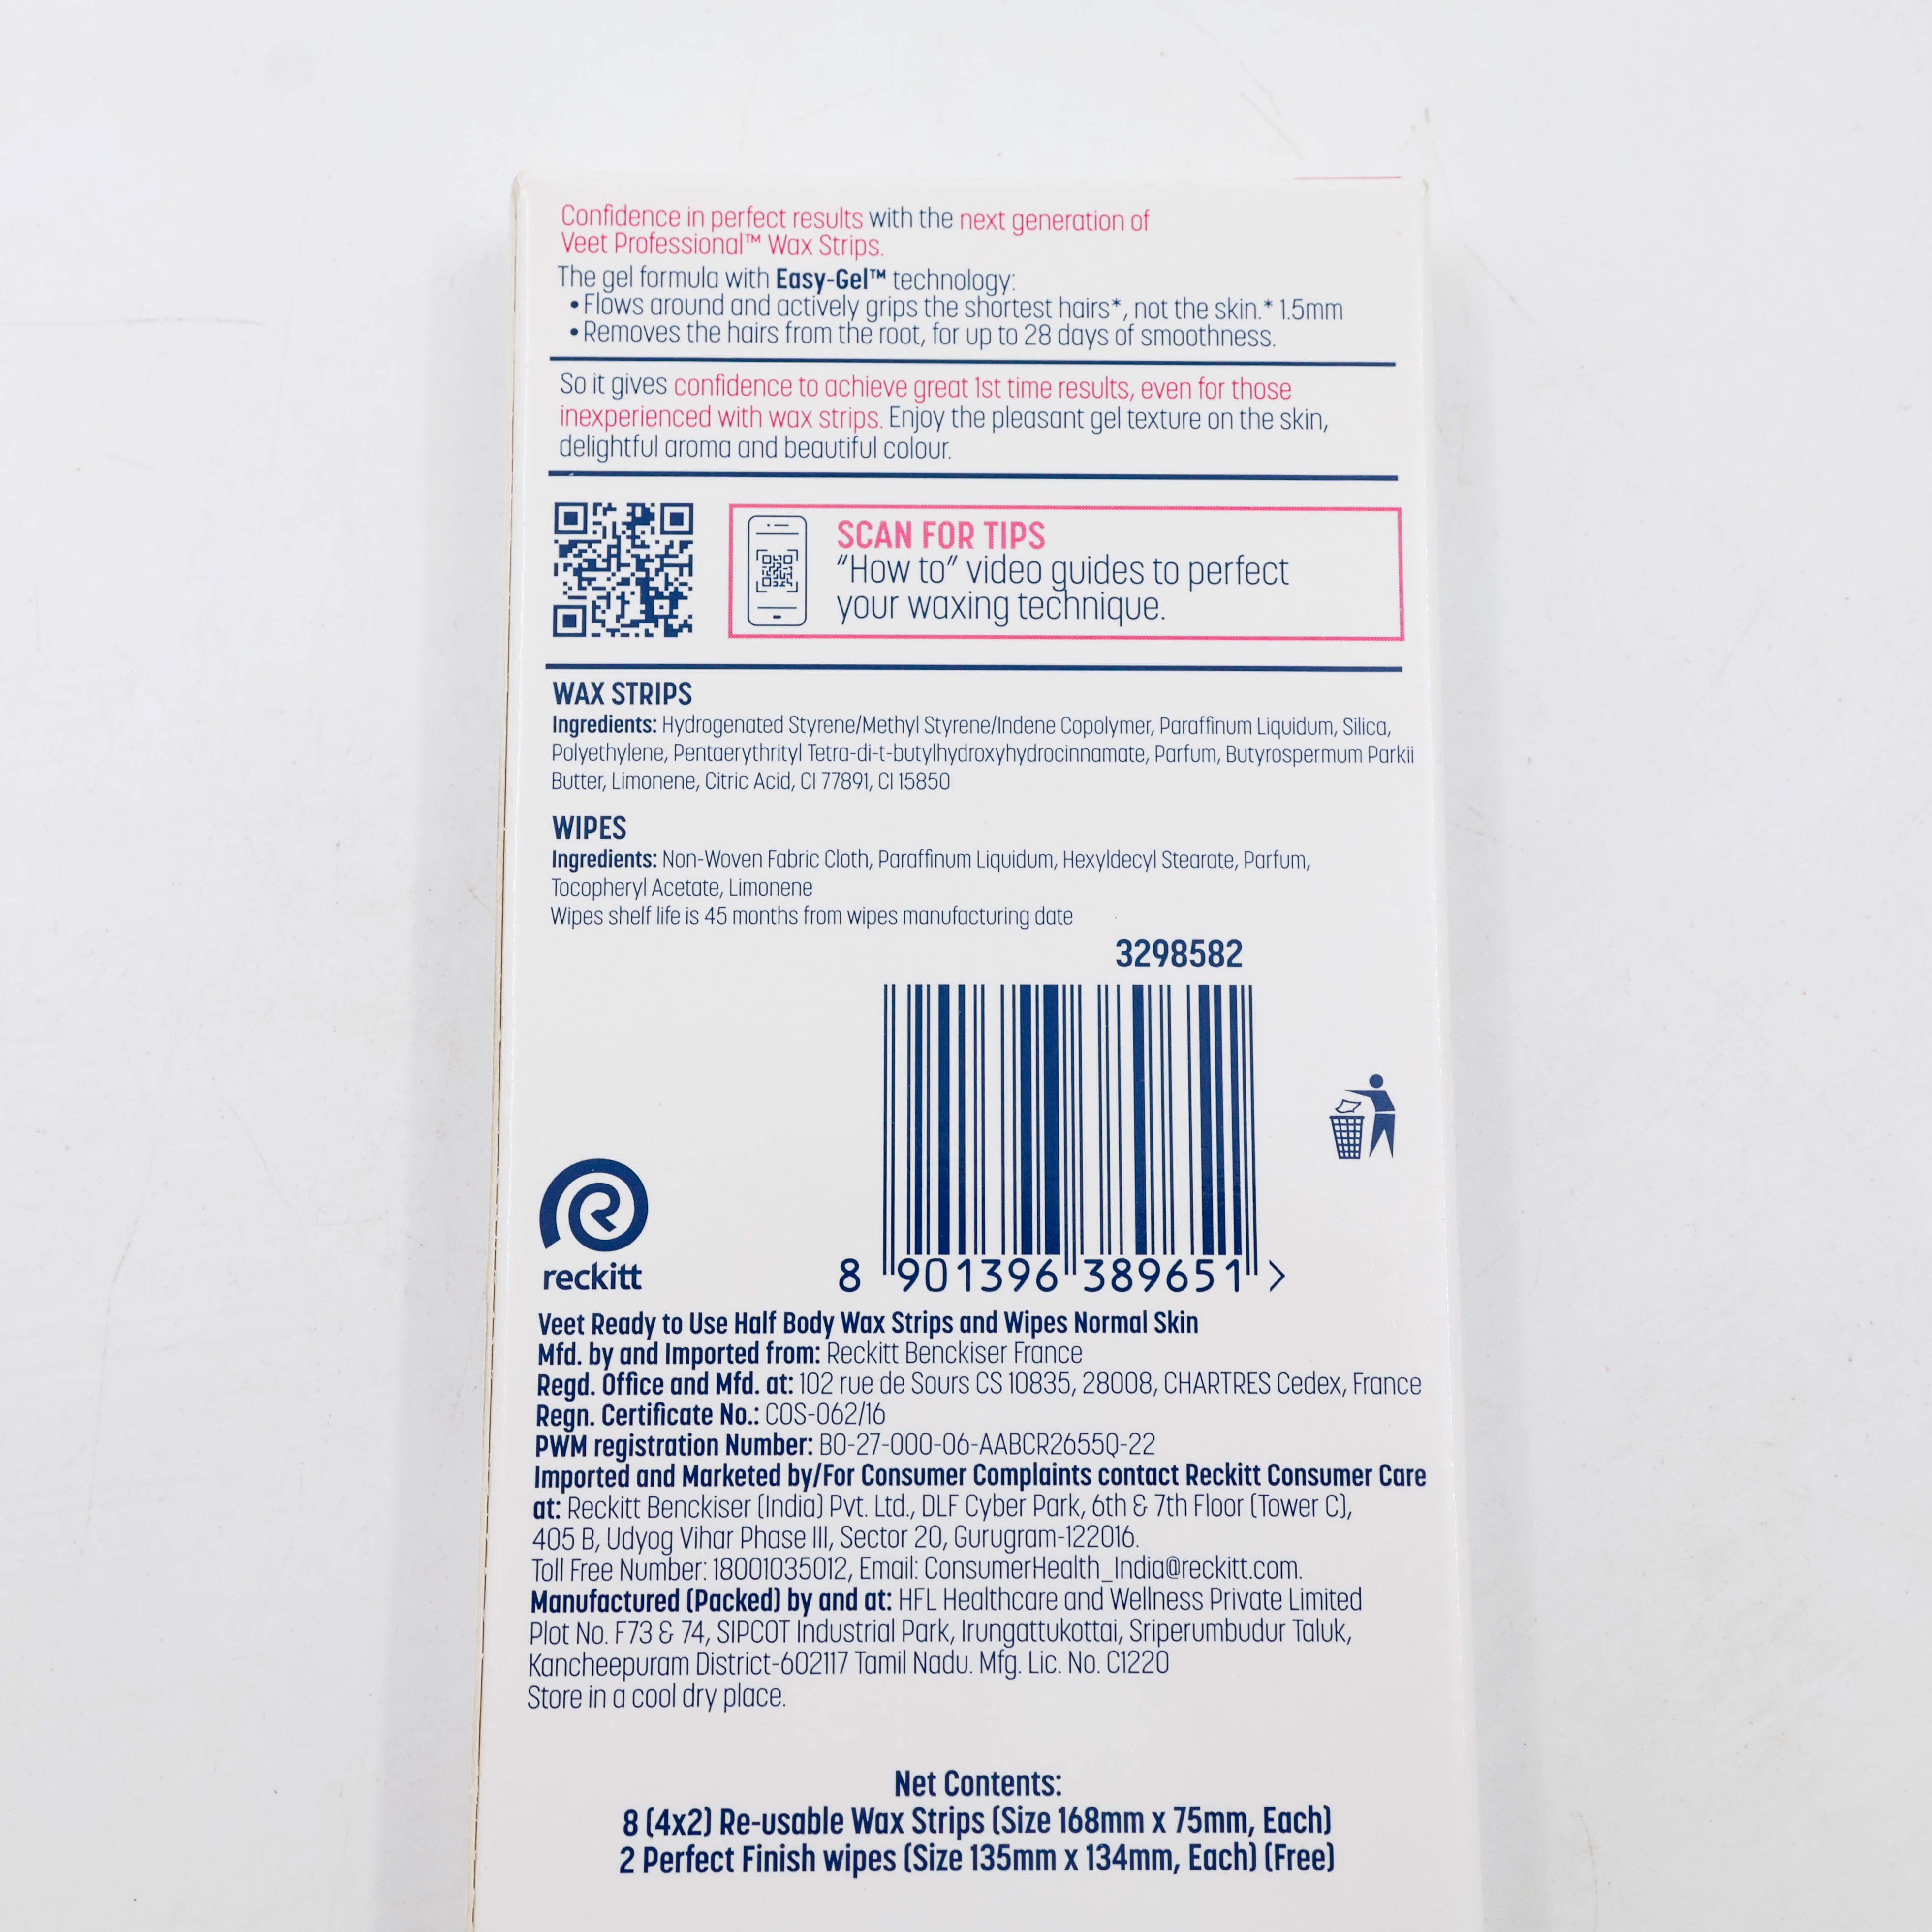 Confidence in perfect results with the next generation of
Veet Professional™ Wax Strips.
The gel formula with Easy-Gel™ technology:
• Flows around and actively grips the shortest hairs*, not the skin.* 1.5mm
• Removes the hairs from the root, for up to 28 days of smoothness.
So it gives confidence to achieve great 1st time results, even for those
inexperienced with wax strips. Enjoy the pleasant gel texture on the skin,
delightful aroma and beautiful colour.
SCAN FOR TIPS
“How to” video guides to perfect
your waxing technique.
WAX STRIPS
Ingredients: Hydrogenated Styrene/Methyl Styrene/Indene Copolymer, Paraffinum Liquidum, Silica,
Polyethylene, Pentaerythrityl Tetra-di-t-butylhydroxyhydrocinnamate, Parfum, Butyrospermum Parkii
Butter, Limonene, Citric Acid, CI 77891, CI 15850
WIPES
Ingredients: Non-Woven Fabric Cloth, Paraffinum Liquidum, Hexyldecyl Stearate, Parfum,
Tocopheryl Acetate, Limonene
Wipes shelf life is 45 months from wipes manufacturing date
3298582
8 901396 389651 >
reckitt
Veet Ready to Use Half Body Wax Strips and Wipes Normal Skin
Mfd. by and Imported from: Reckitt Benckiser France
Regd. Office and Mfd. at: 102 rue de Sours CS 10835, 28008, CHARTRES Cedex, France
Regn. Certificate No.: COS-062/16
PWM registration Number: BO-27-000-06-AABCR2655Q-22
Imported and Marketed by/For Consumer Complaints contact Reckitt Consumer Care
at: Reckitt Benckiser (India) Pvt. Ltd., DLF Cyber Park, 6th & 7th Floor (Tower C),
405 B, Udyog Vihar Phase III, Sector 20, Gurugram-122016.
Toll Free Number: 18001035012, Email: ConsumerHealth_India@reckitt.com.
Manufactured (Packed) by and at: HFL Healthcare and Wellness Private Limited
Plot No. F73 & 74, SIPCOT Industrial Park, Irungattukottai, Sriperumbudur Taluk,
Kancheepuram District-602117 Tamil Nadu. Mfg. Lic. No. C1220
Store in a cool dry place.
Net Contents:
8 (4x2) Re-usable Wax Strips (Size 168mm x 75mm, Each)
2 Perfect Finish wipes (Size 135mm x 134mm, Each) (Free)